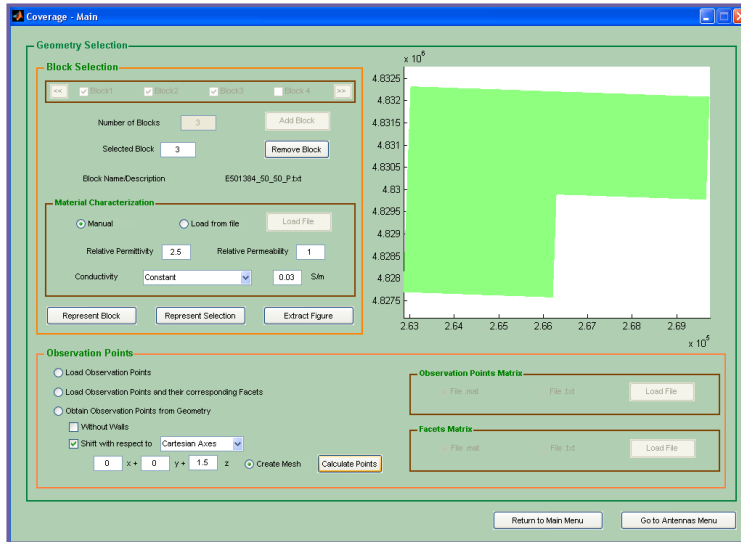 Coverage - Main
Geometry Selection
Block Selection
<< Block1 Block2 Block3 Block 4 >>
Number of Blocks 3 Add Block
Selected Block 3 Remove Block
Block Name/Description E501384_50_50_P.txt
Material Characterization
Manual Load from file Load File
Relative Permittivity 2.5 Relative Permeability 1
Conductivity Constant 0.03 S/m
Represent Block Represent Selection Extract Figure
x 10^6
4.8325
4.832
4.8315
4.831
4.8305
4.83
4.8295
4.829
4.8285
4.828
4.8275
2.63 2.64 2.65 2.66 2.67 2.68 2.69
x 10^5
Observation Points
Load Observation Points
Load Observation Points and their corresponding Facets
Obtain Observation Points from Geometry
Without Walls
Shift with respect to Cartesian Axes
0 x + 0 y + 1.5 z Create Mesh Calculate Points
Observation Points Matrix
File .mat File .txt Load File
Facets Matrix
File .mat File .txt Load File
Return to Main Menu Go to Antennas Menu